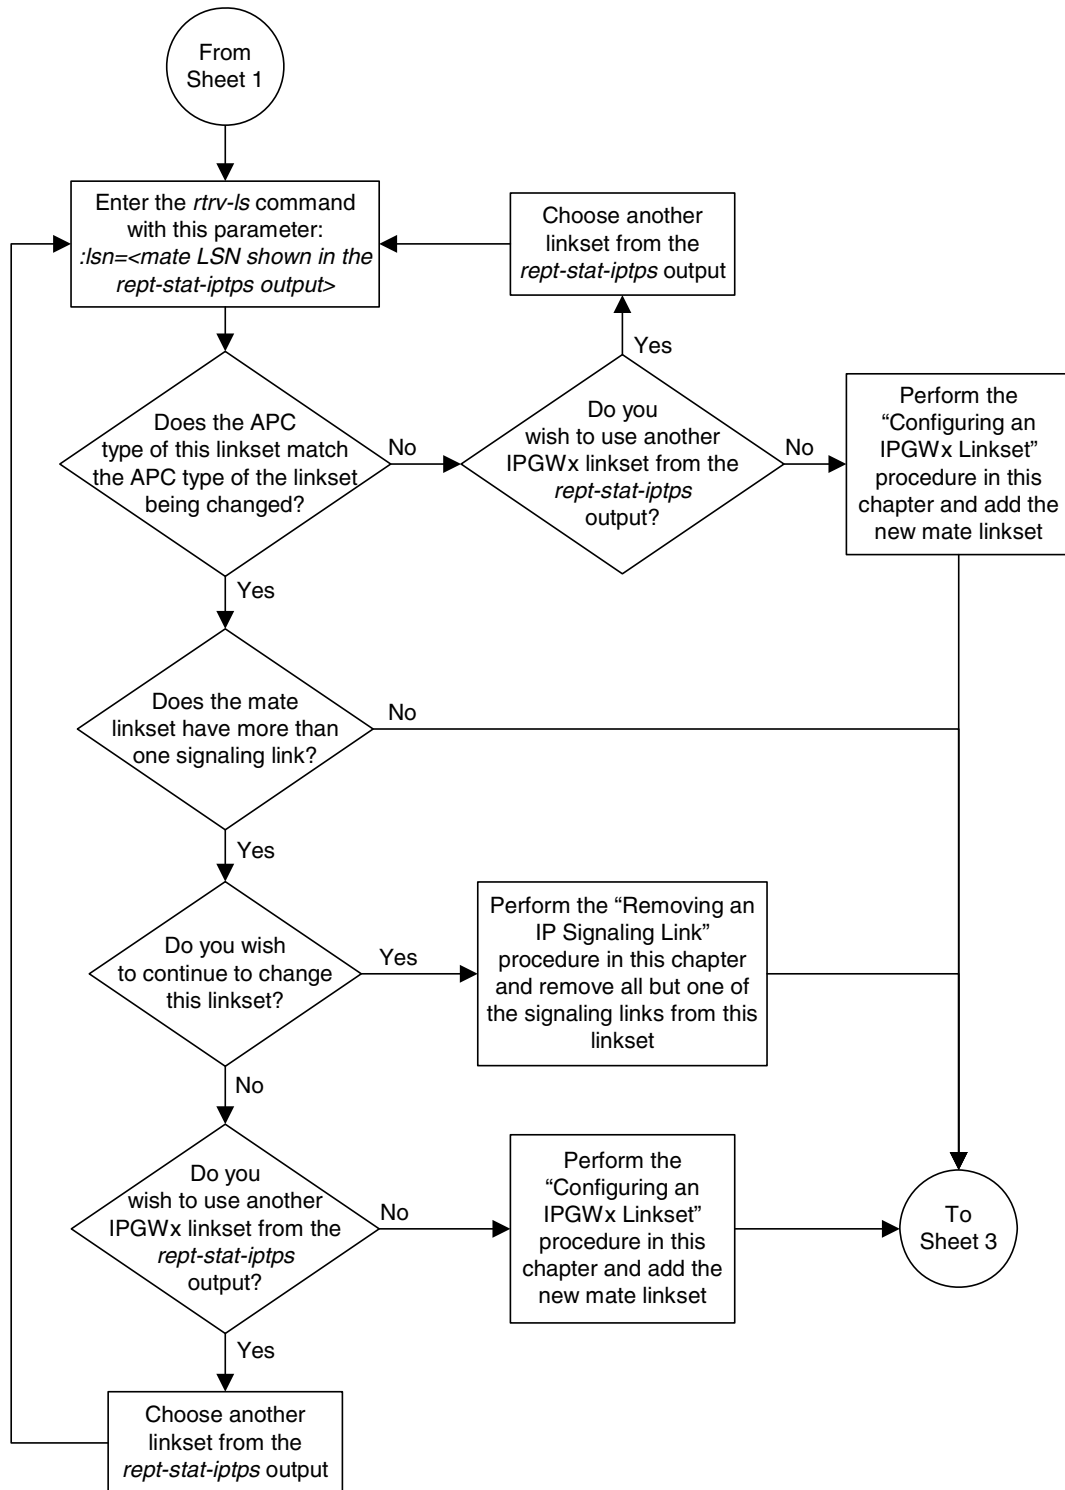 From
Sheet 1
Enter the rtrv-ls command
with this parameter:
:lsn=<mate LSN shown in the
rept-stat-iptps output>
Choose another
linkset from the
rept-stat-iptps output
Yes
Does the APC
type of this linkset match
the APC type of the linkset
being changed?
No
Do you
wish to use another
IPGWx linkset from the
rept-stat-iptps
output?
No
Perform the
“Configuring an
IPGWx Linkset”
procedure in this
chapter and add the
new mate linkset
Yes
Does the mate
linkset have more than
one signaling link?
No
Yes
Do you wish
to continue to change
this linkset?
Yes
Perform the “Removing an
IP Signaling Link”
procedure in this chapter
and remove all but one of
the signaling links from this
linkset
No
Do you
wish to use another
IPGWx linkset from the
rept-stat-iptps
output?
No
Perform the
“Configuring an
IPGWx Linkset”
procedure in this
chapter and add the
new mate linkset
To
Sheet 3
Yes
Choose another
linkset from the
rept-stat-iptps output